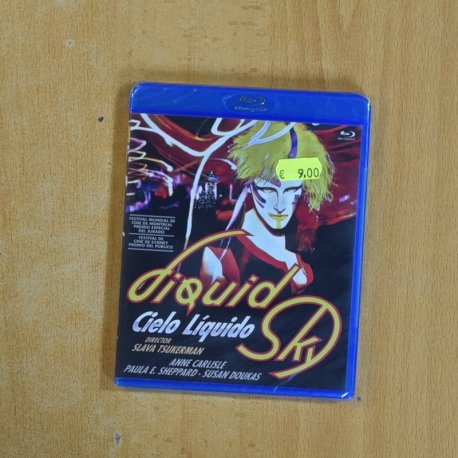 € 9.00
FESTIVAL MUNDIAL DE
CINE DE MONTREAL
PREMIO ESPECIAL
DEL JURADO
FESTIVAL DE
CINE DE SYDNEY
PREMIO DEL PUBLICO
Liquid
Sky
Cielo Líquido
DIRECTOR
SLAVA TSUKERMAN
ANNE CARLISLE
PAULA E. SHEPPARD - SUSAN DOUKAS